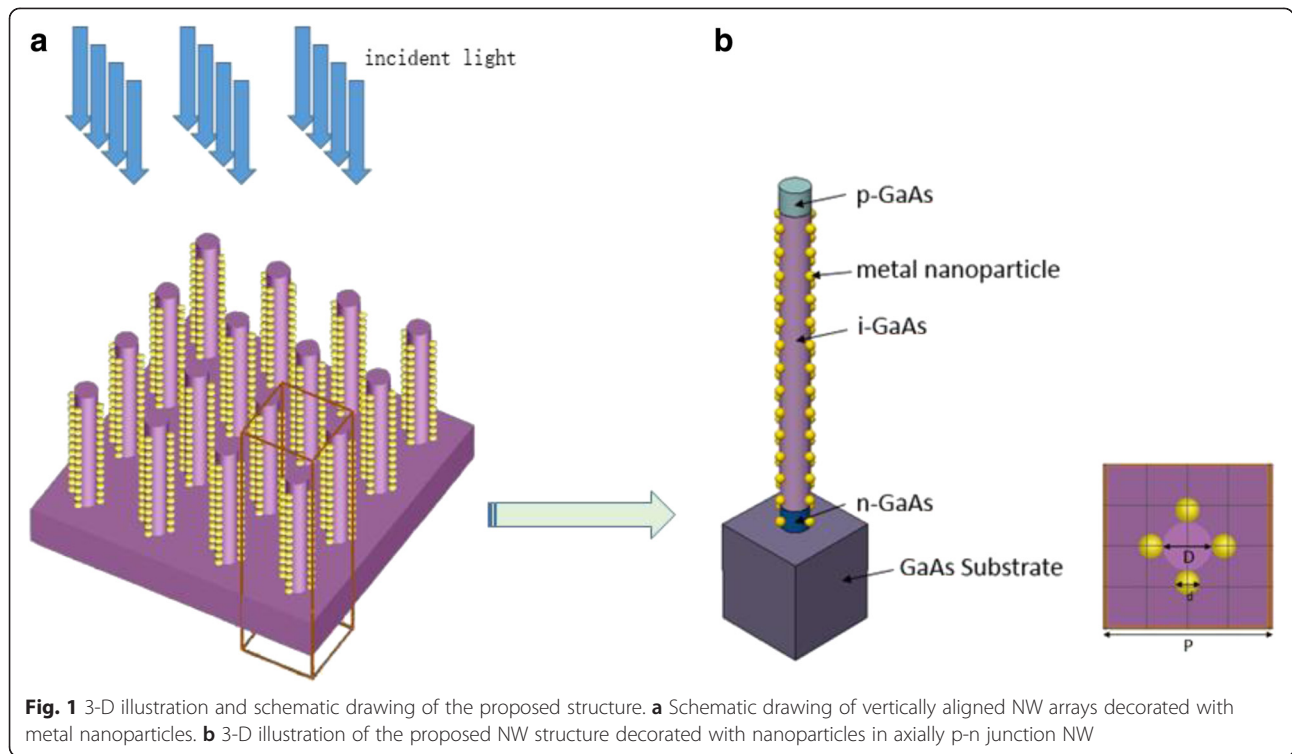 a
incident light
b
p-GaAs
metal nanoparticle
i-GaAs
n-GaAs
GaAs Substrate
D
d
P
Fig. 1 3-D illustration and schematic drawing of the proposed structure. a Schematic drawing of vertically aligned NW arrays decorated with
metal nanoparticles. b 3-D illustration of the proposed NW structure decorated with nanoparticles in axially p-n junction NW